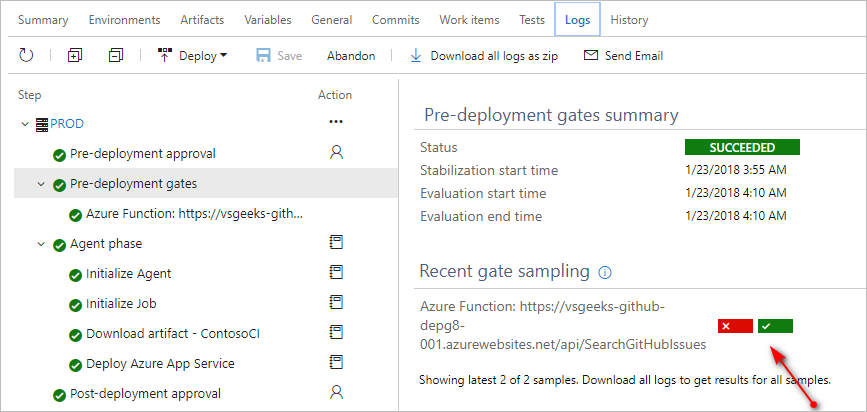 Summary Environments Artifacts Variables General Commits Work items Tests Logs History
Deploy Save Abandon Download all logs as zip Send Email
Step Action
PROD
Pre-deployment approval
Pre-deployment gates
Azure Function: https://vsgeeks-gith...
Agent phase
Initialize Agent
Initialize Job
Download artifact - ContosoCI
Deploy Azure App Service
Post-deployment approval
Pre-deployment gates summary
Status SUCCEEDED
Stabilization start time 1/23/2018 3:55 AM
Evaluation start time 1/23/2018 4:10 AM
Evaluation end time 1/23/2018 4:10 AM
Recent gate sampling
Azure Function: https://vsgeeks-github-
depg8-
001.azurewebsites.net/api/SearchGitHubIssues
Showing latest 2 of 2 samples. Download all logs to get results for all samples.